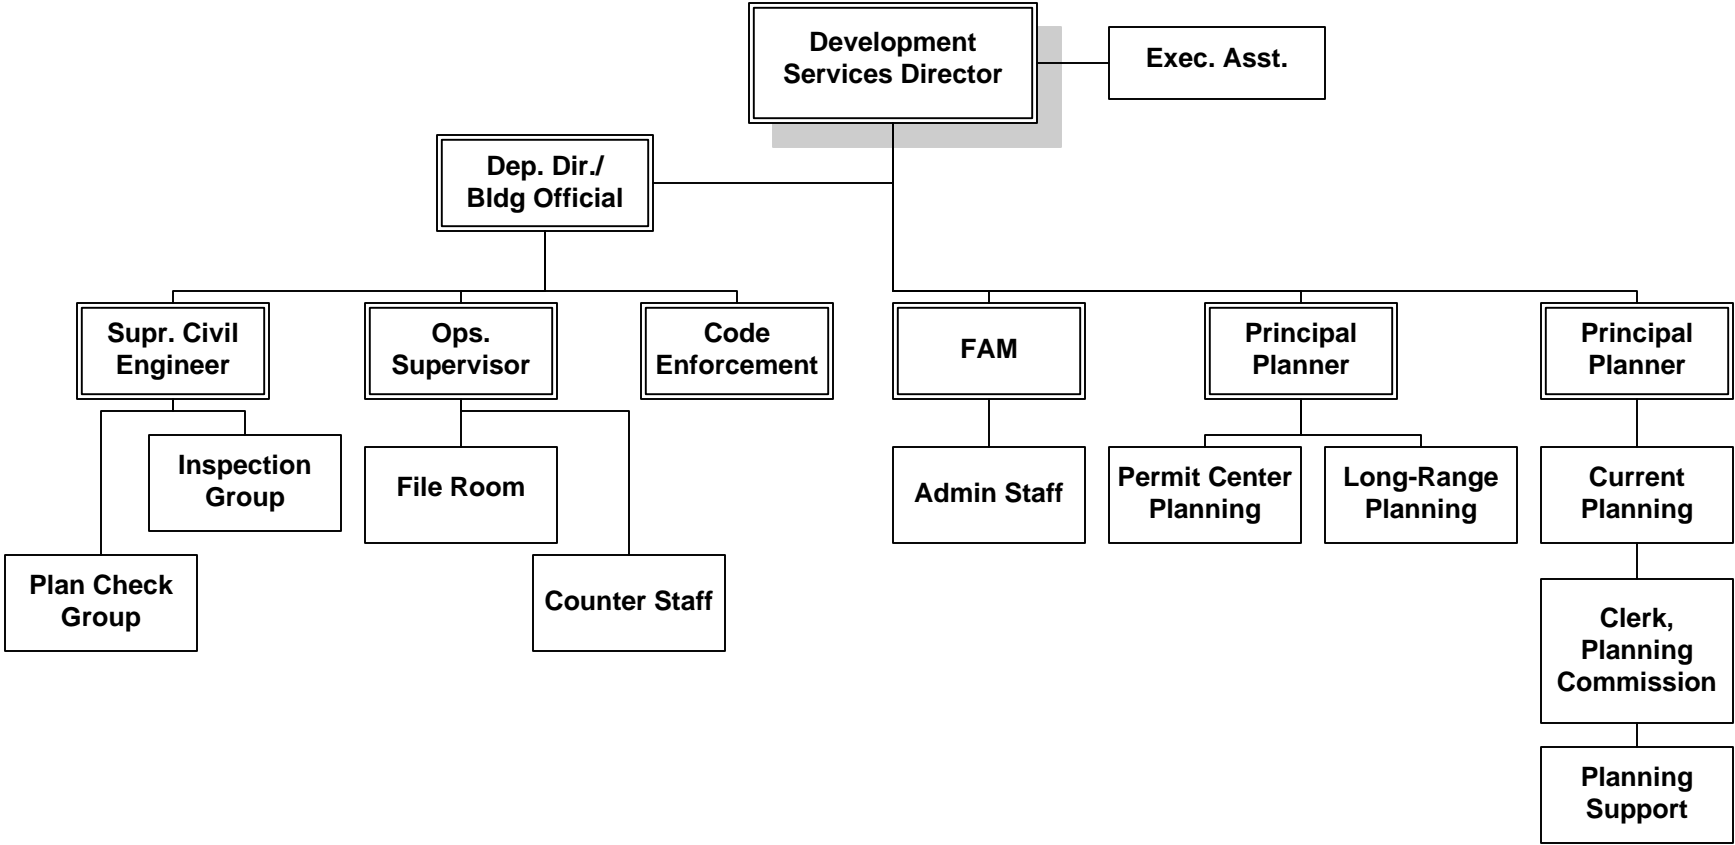 Development
Services Director
Exec. Asst.
Dep. Dir./
Bldg Official
Supr. Civil
Engineer
Ops.
Supervisor
Code
Enforcement
FAM
Principal
Planner
Principal
Planner
Inspection
Group
File Room
Admin Staff
Permit Center
Planning
Long-Range
Planning
Current
Planning
Plan Check
Group
Counter Staff
Clerk,
Planning
Commission
Planning
Support